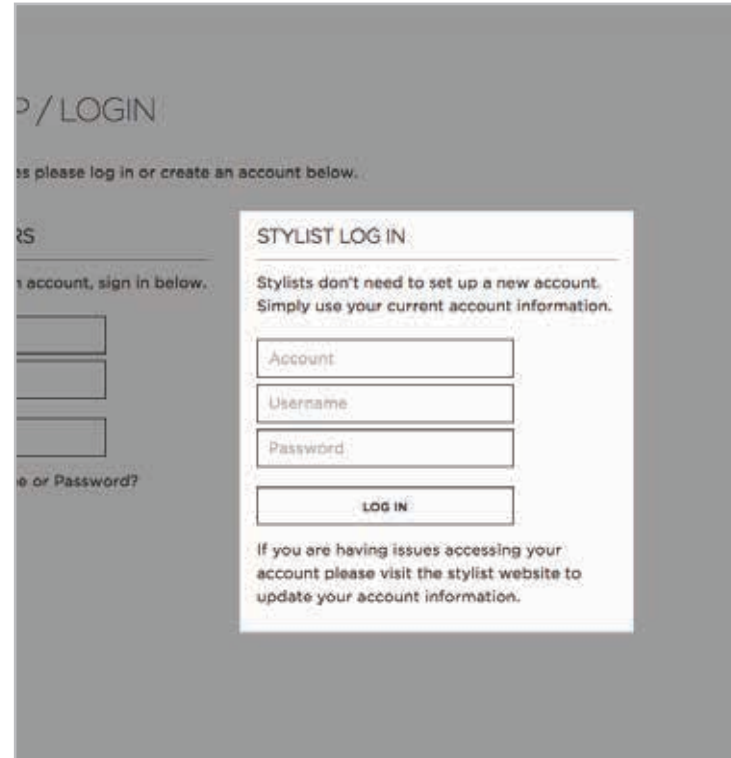 P / LOGIN
es please log in or create an account below.
RS
account, sign in below.
e or Password?
STYLIST LOG IN
Stylists don't need to set up a new account.
Simply use your current account information.
Account
Username
Password
LOG IN
If you are having issues accessing your
account please visit the stylist website to
update your account information.